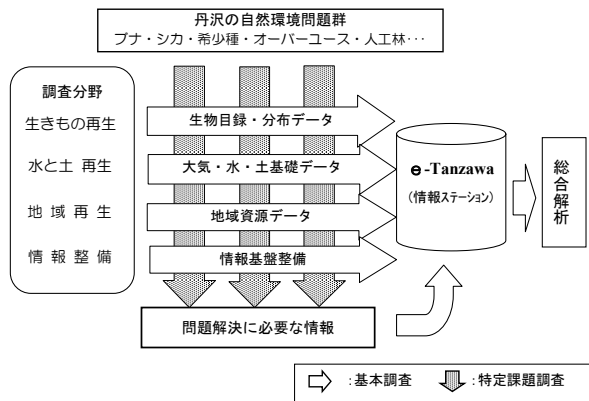 丹沢の自然環境問題群
ブナ・シカ・希少種・オーバーユース・人工林･･･
調査分野
生きもの再生
水と土 再生
地 域 再 生
情 報 整 備
生物目録・分布データ
大気・水・土基礎データ
地域資源データ
情報基盤整備
e-Tanzawa
(情報ステーション)
総合解析
問題解決に必要な情報
:基本調査
:特定課題調査